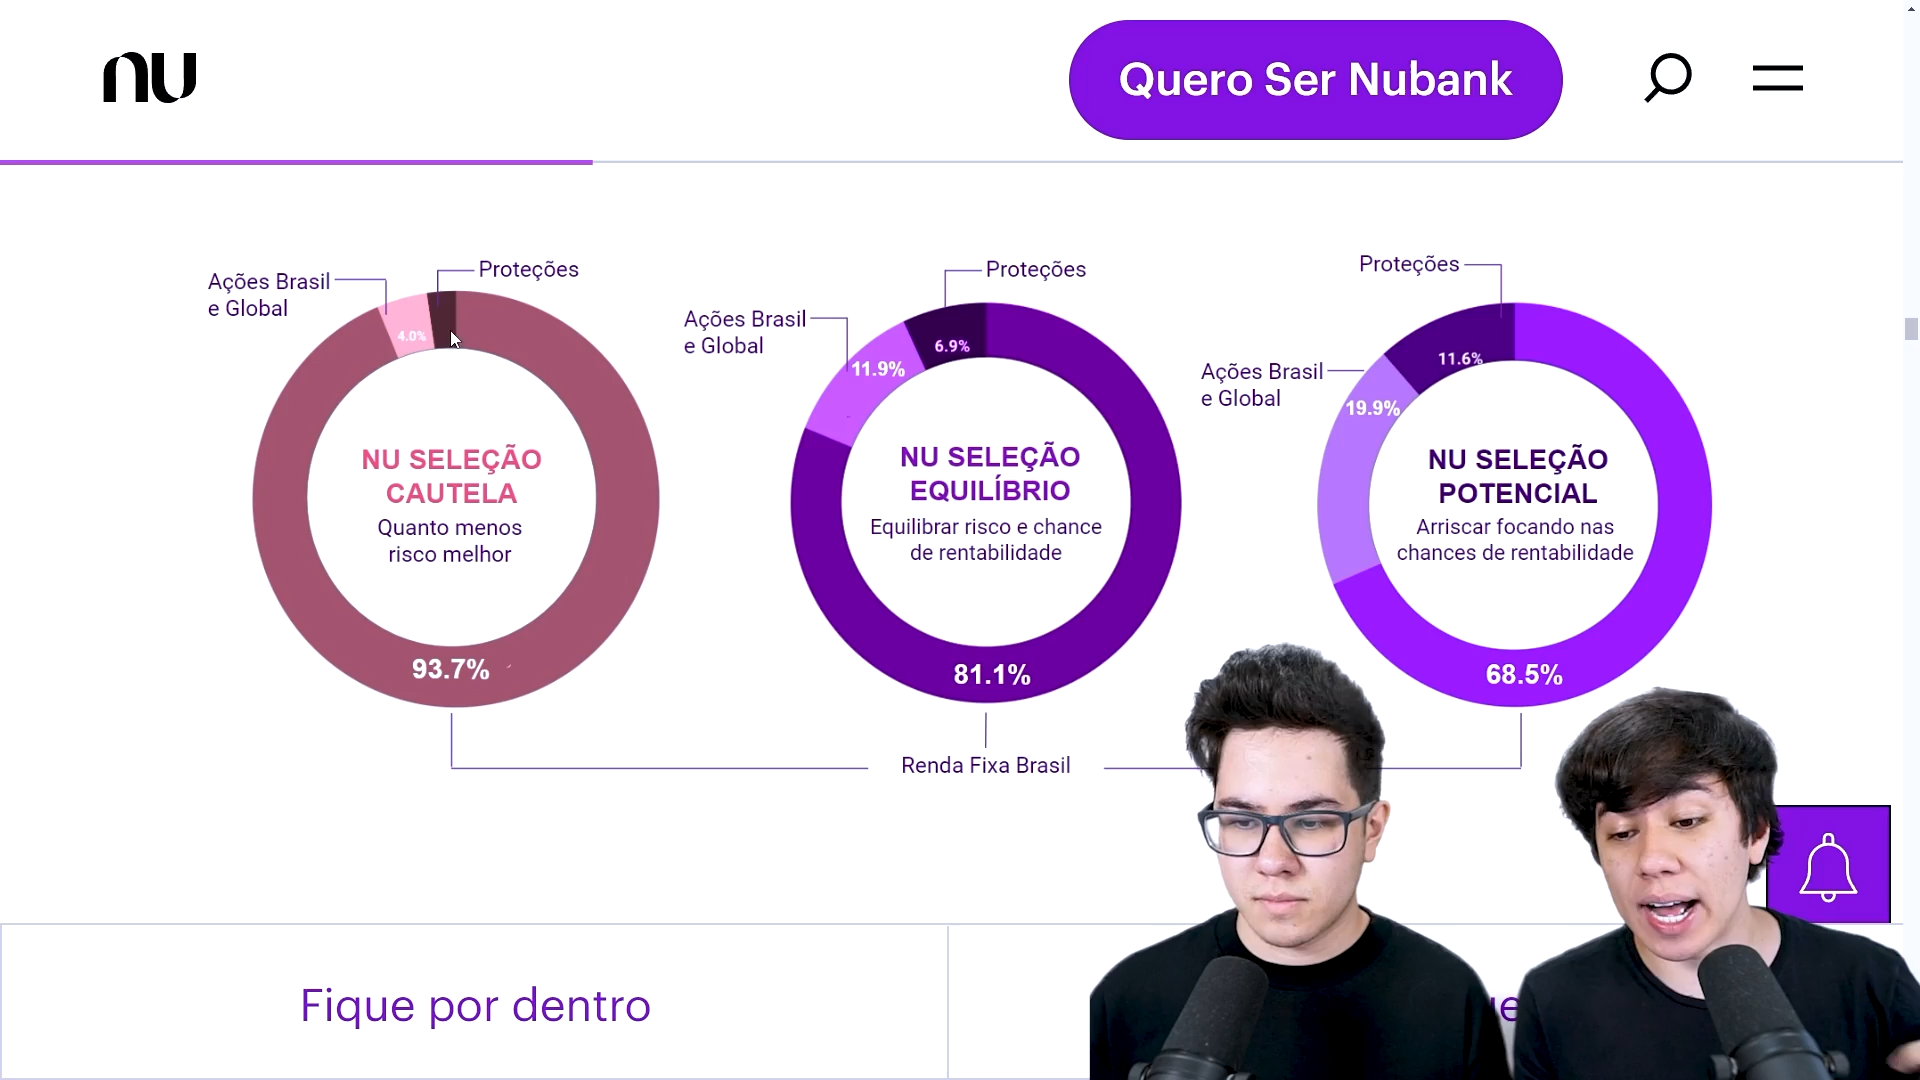 nu
Quero Ser Nubank
Ações Brasil
e Global
Proteções
4.0%
NU SELEÇÃO
CAUTELA
Quanto menos
risco melhor
93.7%
Ações Brasil
e Global
Proteções
11.9%
6.9%
NU SELEÇÃO
EQUILÍBRIO
Equilibrar risco e chance
de rentabilidade
81.1%
Proteções
Ações Brasil
e Global
11.6%
19.9%
NU SELEÇÃO
POTENCIAL
Arriscar focando nas
chances de rentabilidade
68.5%
Renda Fixa Brasil
Fique por dentro